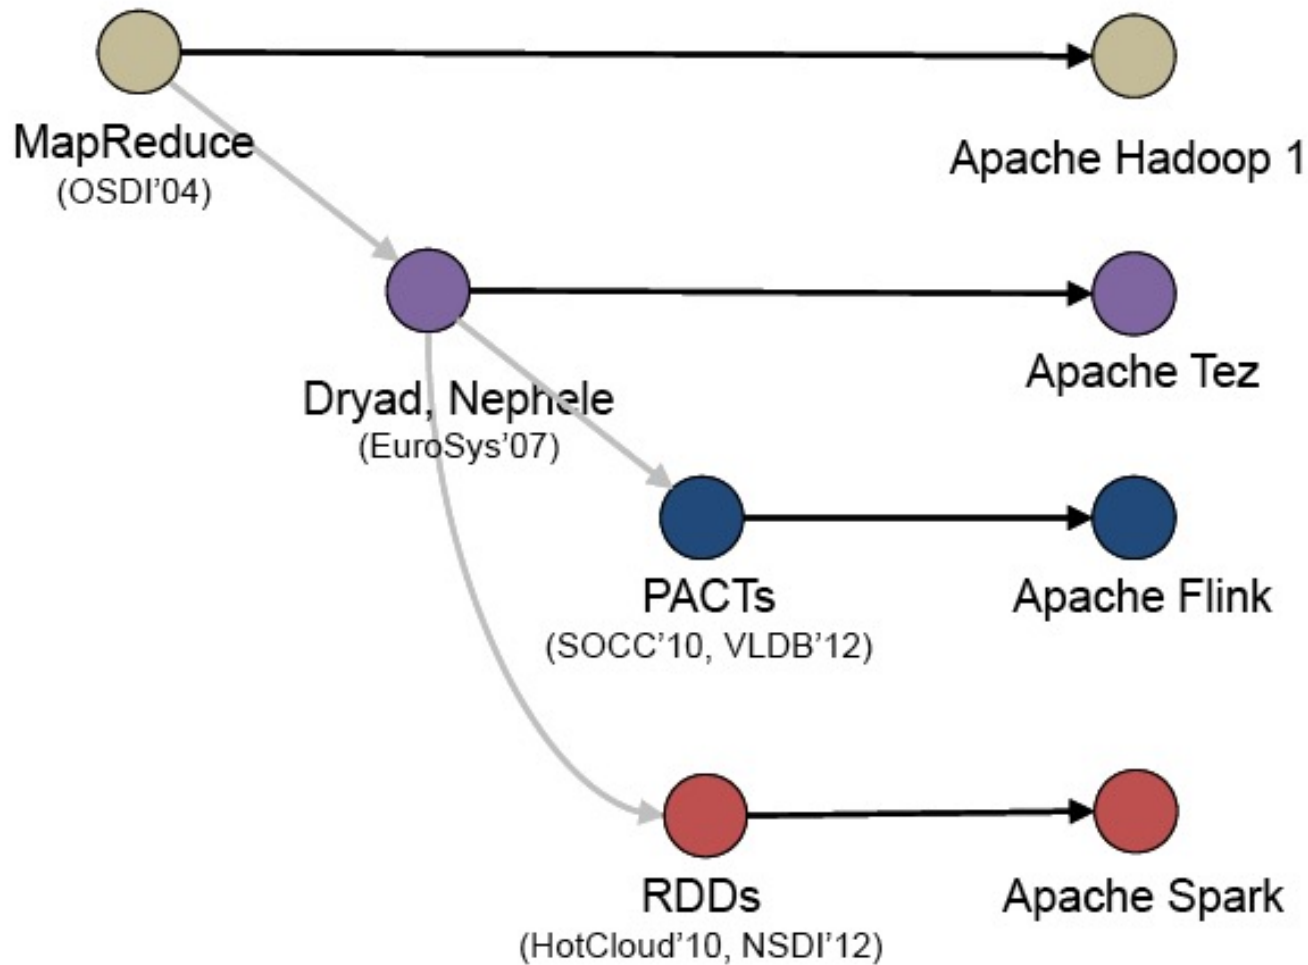 MapReduce
(OSDI’04)
Apache Hadoop 1
Dryad, Nephele
(EuroSys’07)
Apache Tez
PACTs
(SOCC’10, VLDB’12)
Apache Flink
RDDs
(HotCloud’10, NSDI’12)
Apache Spark